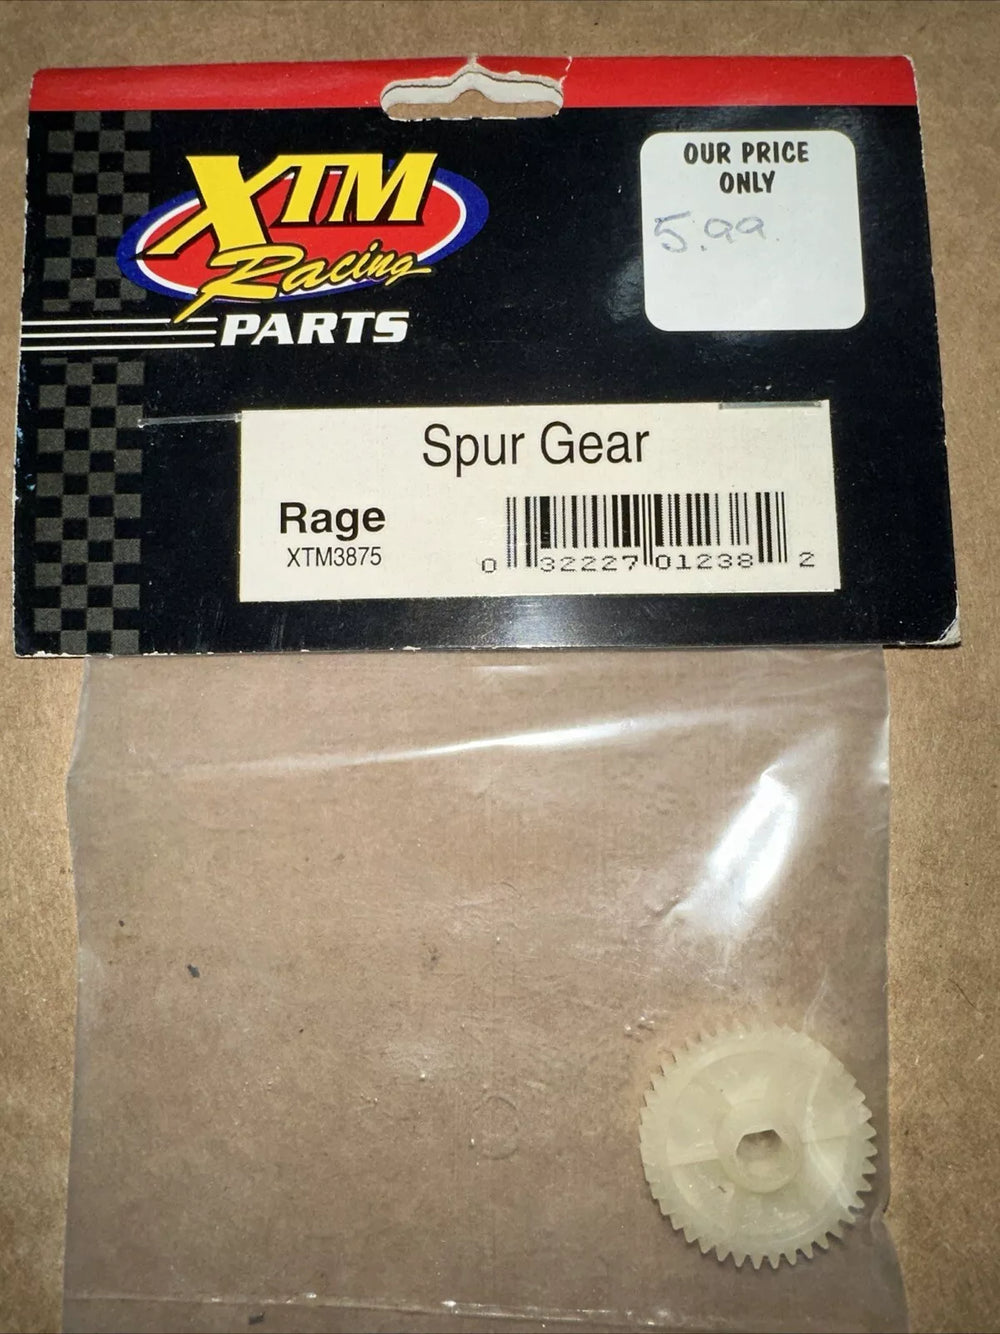 XTM
Racing
PARTS
OUR PRICE
ONLY
5.99
Spur Gear
Rage
XTM3875
0 32227 01238 2